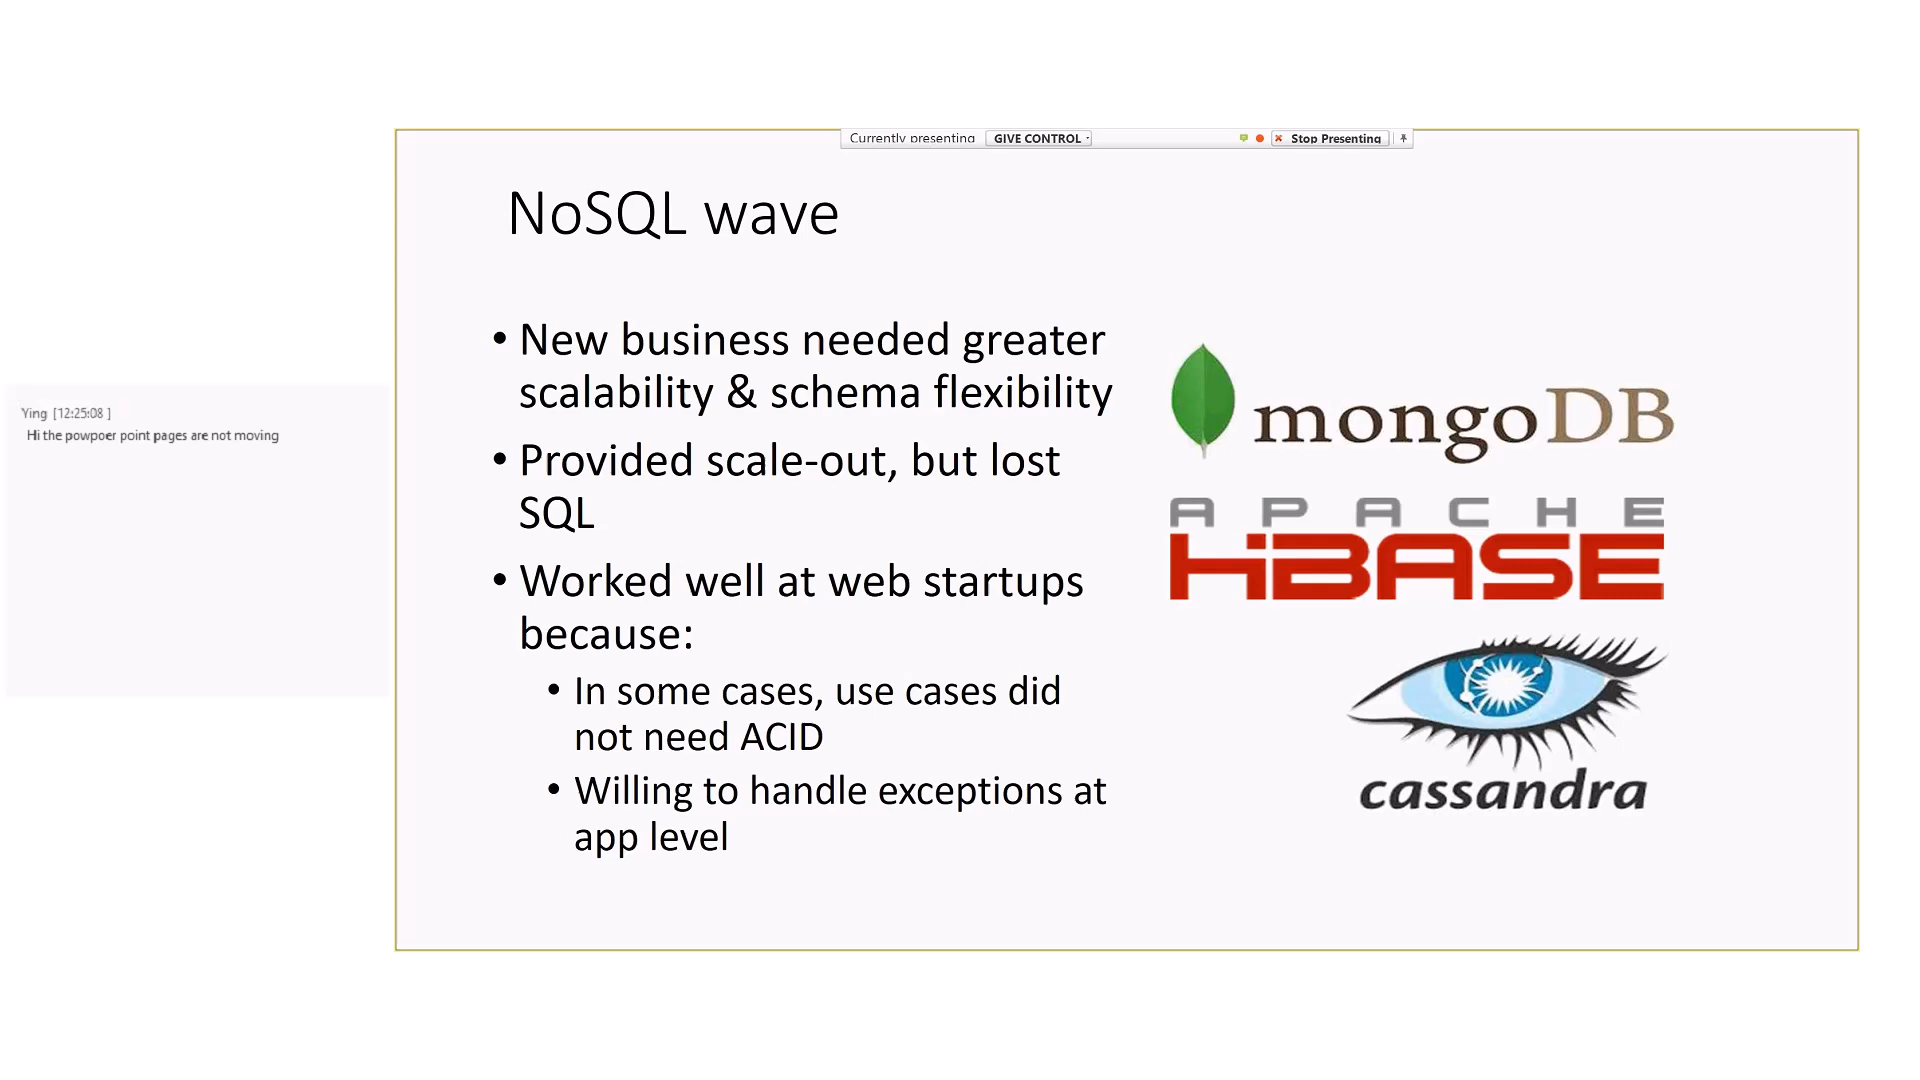 Currently presenting GIVE CONTROL Stop Presenting
NoSQL wave
• New business needed greater
scalability & schema flexibility
• Provided scale-out, but lost
SQL
• Worked well at web startups
because:
• In some cases, use cases did
not need ACID
• Willing to handle exceptions at
app level
mongoDB
APACHE
HBASE
cassandra
Ying [12:25:08 ]
Hi the powpoer point pages are not moving